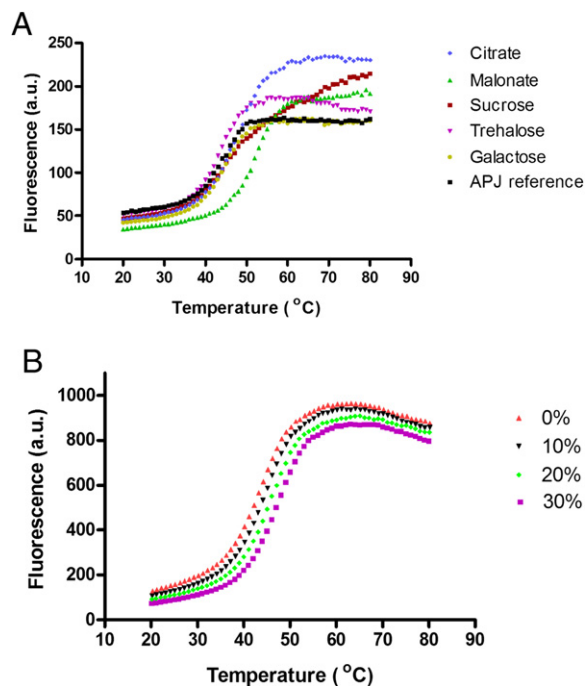 A
Fluorescence (a.u.)
250
200
150
100
50
0
10 20 30 40 50 60 70 80 90
Temperature ( °C)
Citrate
Malonate
Sucrose
Trehalose
Galactose
APJ reference
B
Fluorescence (a.u.)
1000
800
600
400
200
0
10 20 30 40 50 60 70 80 90
Temperature ( °C)
0%
10%
20%
30%